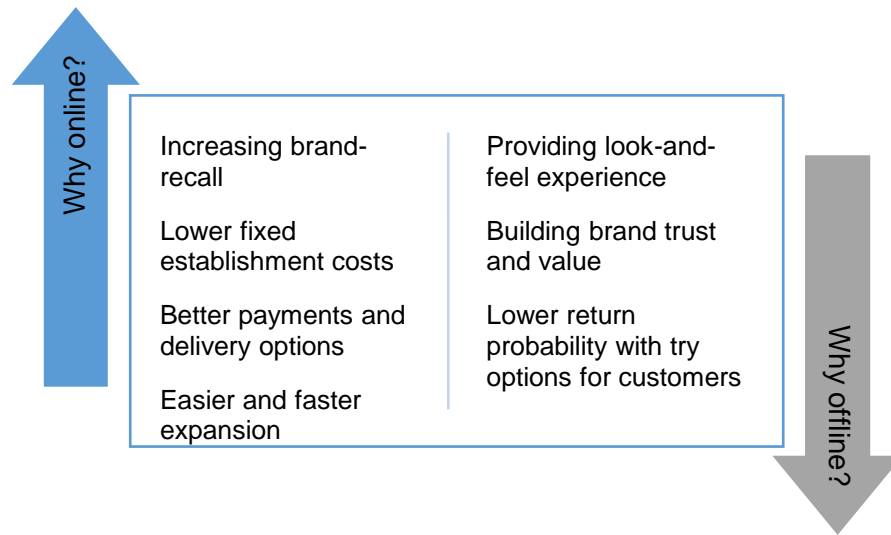 Why online?
Increasing brand-
recall
Lower fixed
establishment costs
Better payments and
delivery options
Easier and faster
expansion
Providing look-and-
feel experience
Building brand trust
and value
Lower return
probability with try
options for customers
Why offline?